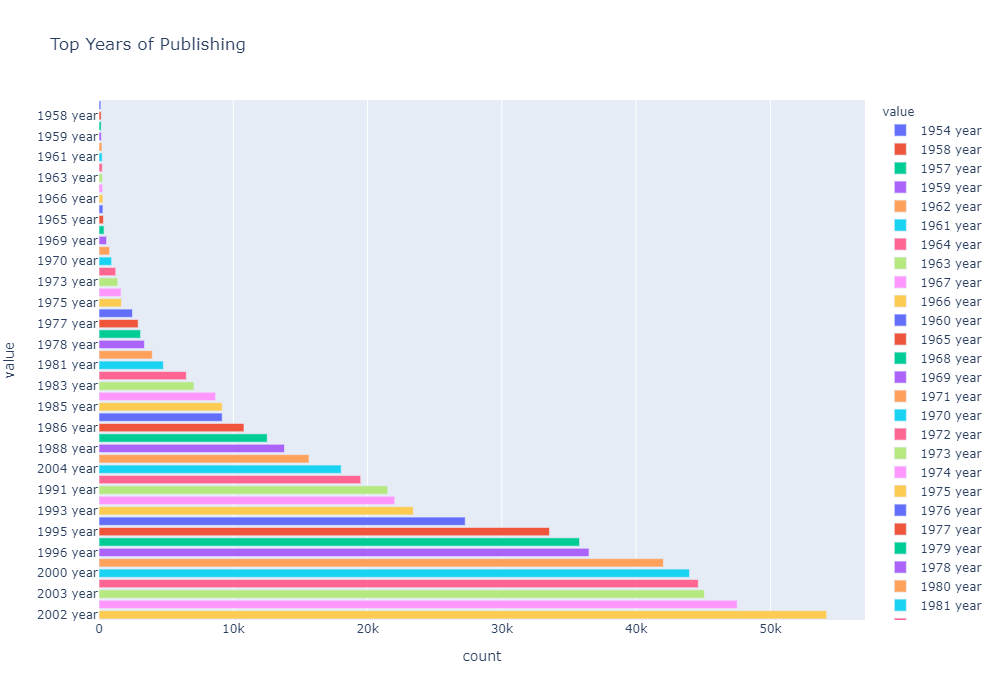 Top Years of Publishing
value
1958 year
1959 year
1961 year
1963 year
1966 year
1965 year
1969 year
1970 year
1973 year
1975 year
1977 year
1978 year
1981 year
1983 year
1985 year
1986 year
1988 year
2004 year
1991 year
1993 year
1995 year
1996 year
2000 year
2003 year
2002 year
0
10k
20k
30k
40k
50k
count
value
1954 year
1958 year
1957 year
1959 year
1962 year
1961 year
1964 year
1963 year
1967 year
1966 year
1960 year
1965 year
1968 year
1969 year
1971 year
1970 year
1972 year
1973 year
1974 year
1975 year
1976 year
1977 year
1979 year
1978 year
1980 year
1981 year